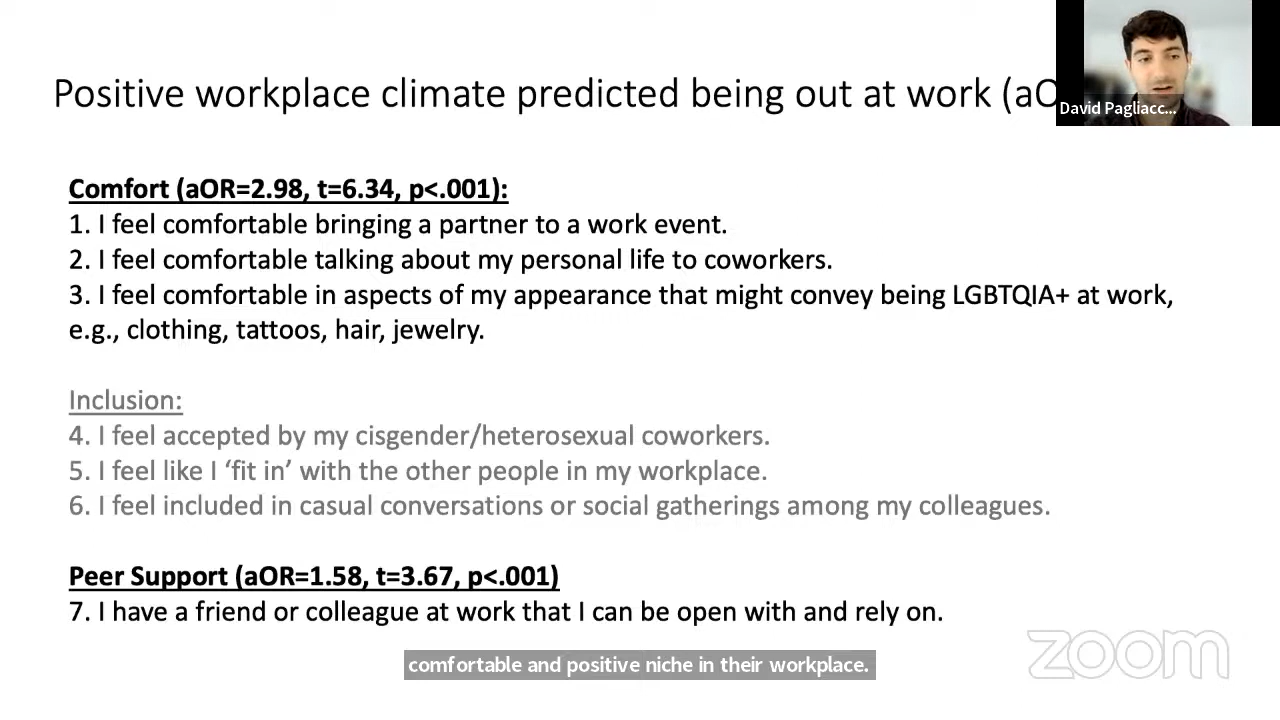 Positive workplace climate predicted being out at work (aO
David Pagliacc...
Comfort (aOR=2.98, t=6.34, p<.001):
1. I feel comfortable bringing a partner to a work event.
2. I feel comfortable talking about my personal life to coworkers.
3. I feel comfortable in aspects of my appearance that might convey being LGBTQIA+ at work,
e.g., clothing, tattoos, hair, jewelry.
Inclusion:
4. I feel accepted by my cisgender/heterosexual coworkers.
5. I feel like I ‘fit in’ with the other people in my workplace.
6. I feel included in casual conversations or social gatherings among my colleagues.
Peer Support (aOR=1.58, t=3.67, p<.001)
7. I have a friend or colleague at work that I can be open with and rely on.
comfortable and positive niche in their workplace.
zoom